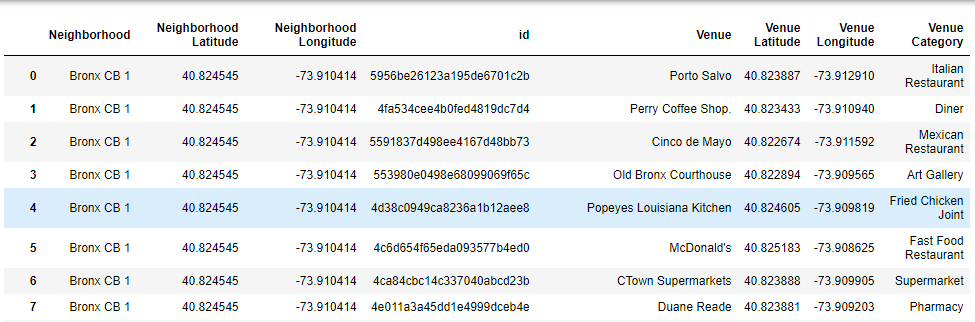 Neighborhood Neighborhood Latitude Neighborhood Longitude id Venue Venue Latitude Venue Longitude Venue Category
0 Bronx CB 1 40.824545 -73.910414 5956be26123a195de6701c2b Porto Salvo 40.823887 -73.912910 Italian Restaurant
1 Bronx CB 1 40.824545 -73.910414 4fa534cee4b0fed4819dc7d4 Perry Coffee Shop. 40.823433 -73.910940 Diner
2 Bronx CB 1 40.824545 -73.910414 5591837d498ee4167d48bb73 Cinco de Mayo 40.822674 -73.911592 Mexican Restaurant
3 Bronx CB 1 40.824545 -73.910414 553980e0498e68099069f65c Old Bronx Courthouse 40.822894 -73.909565 Art Gallery
4 Bronx CB 1 40.824545 -73.910414 4d38c0949ca8236a1b12aee8 Popeyes Louisiana Kitchen 40.824605 -73.909819 Fried Chicken Joint
5 Bronx CB 1 40.824545 -73.910414 4c6d654f65eda093577b4ed0 McDonald's 40.825183 -73.908625 Fast Food Restaurant
6 Bronx CB 1 40.824545 -73.910414 4ca84cbc14c337040abcd23b CTown Supermarkets 40.823888 -73.909905 Supermarket
7 Bronx CB 1 40.824545 -73.910414 4e011a3a45dd1e4999dceb4e Duane Reade 40.823881 -73.909203 Pharmacy